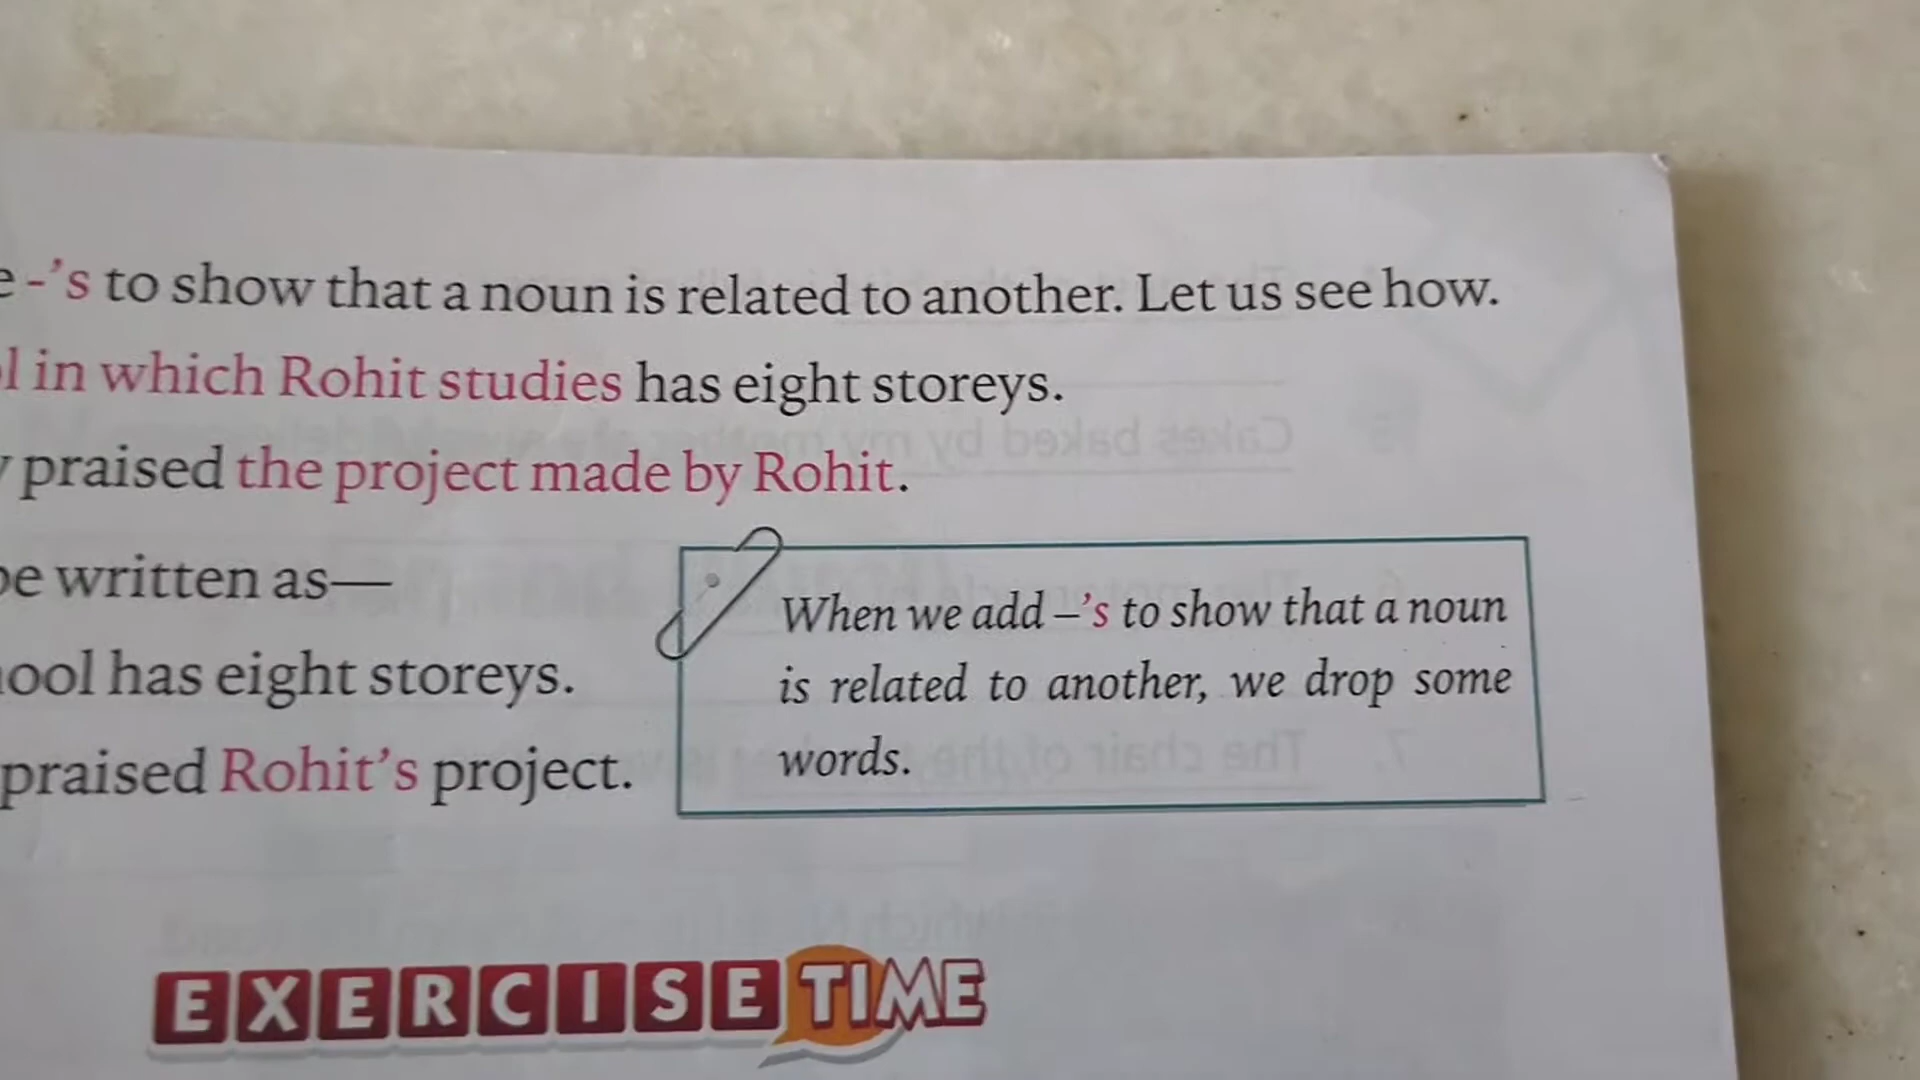 -'s to show that a noun is related to another. Let us see how.
in which Rohit studies has eight storeys.
praised the project made by Rohit.
be written as—
has eight storeys.
praised Rohit's project.
When we add –'s to show that a noun
is related to another, we drop some
words.
EXERCISE TIME